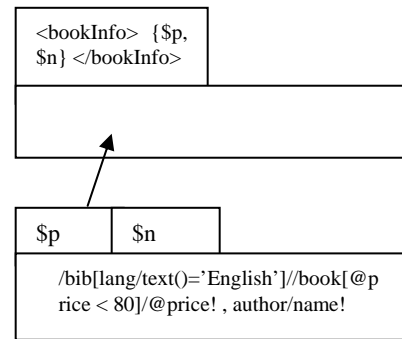 <bookInfo> {$p,
$n} </bookInfo>
$p $n
/bib[lang/text()=’English’]//book[@p
rice < 80]/@price! , author/name!